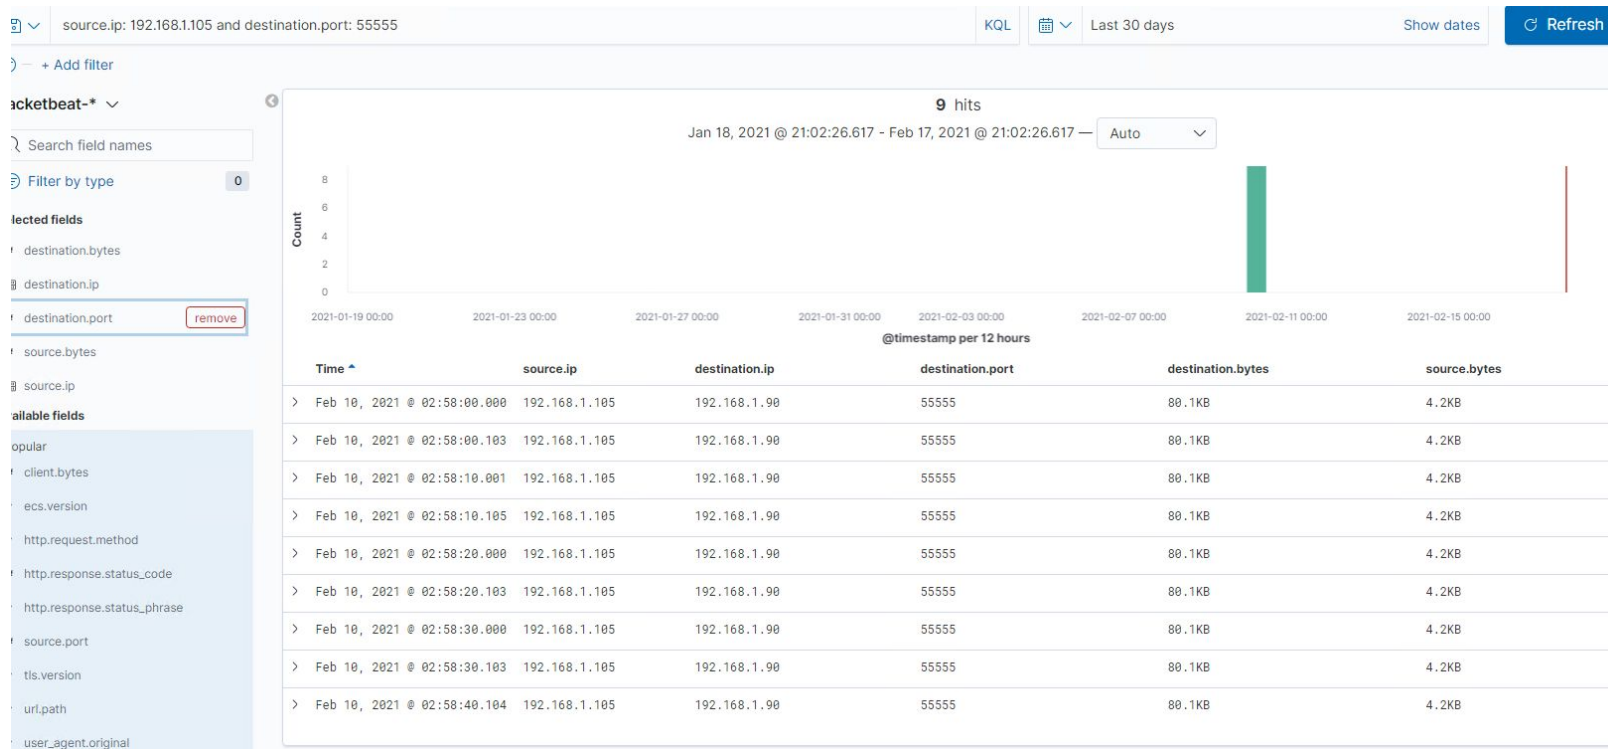 source.ip: 192.168.1.105 and destination.port: 55555 KQL Last 30 days Show dates Refresh
+ Add filter
acketbeat-*
Search field names
Filter by type 0
lected fields
destination.bytes
destination.ip
destination.port remove
source.bytes
source.ip
ailable fields
opular
client.bytes
ecs.version
http.request.method
http.response.status_code
http.response.status_phrase
source.port
tls.version
url.path
user_agent.original
9 hits
Jan 18, 2021 @ 21:02:26.617 - Feb 17, 2021 @ 21:02:26.617 — Auto
Count
8
6
4
2
0
2021-01-19 00:00 2021-01-23 00:00 2021-01-27 00:00 2021-01-31 00:00 2021-02-03 00:00 2021-02-07 00:00 2021-02-11 00:00 2021-02-15 00:00
@timestamp per 12 hours
Time source.ip destination.ip destination.port destination.bytes source.bytes
Feb 10, 2021 @ 02:58:00.000 192.168.1.105 192.168.1.90 55555 80.1KB 4.2KB
Feb 10, 2021 @ 02:58:00.103 192.168.1.105 192.168.1.90 55555 80.1KB 4.2KB
Feb 10, 2021 @ 02:58:10.001 192.168.1.105 192.168.1.90 55555 80.1KB 4.2KB
Feb 10, 2021 @ 02:58:10.105 192.168.1.105 192.168.1.90 55555 80.1KB 4.2KB
Feb 10, 2021 @ 02:58:20.000 192.168.1.105 192.168.1.90 55555 80.1KB 4.2KB
Feb 10, 2021 @ 02:58:20.103 192.168.1.105 192.168.1.90 55555 80.1KB 4.2KB
Feb 10, 2021 @ 02:58:30.000 192.168.1.105 192.168.1.90 55555 80.1KB 4.2KB
Feb 10, 2021 @ 02:58:30.103 192.168.1.105 192.168.1.90 55555 80.1KB 4.2KB
Feb 10, 2021 @ 02:58:40.104 192.168.1.105 192.168.1.90 55555 80.1KB 4.2KB